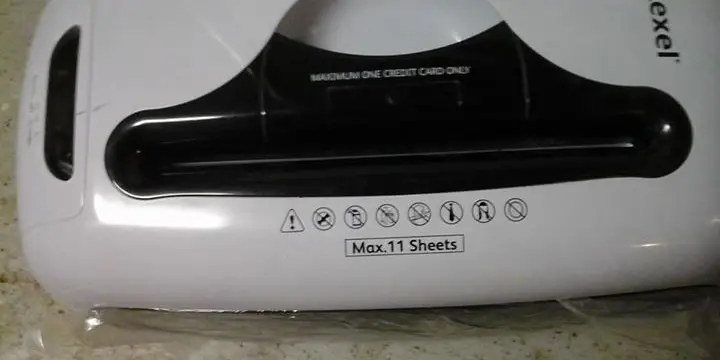 exel
MAXIMUM ONE CREDIT CARD ONLY
Max.11 Sheets